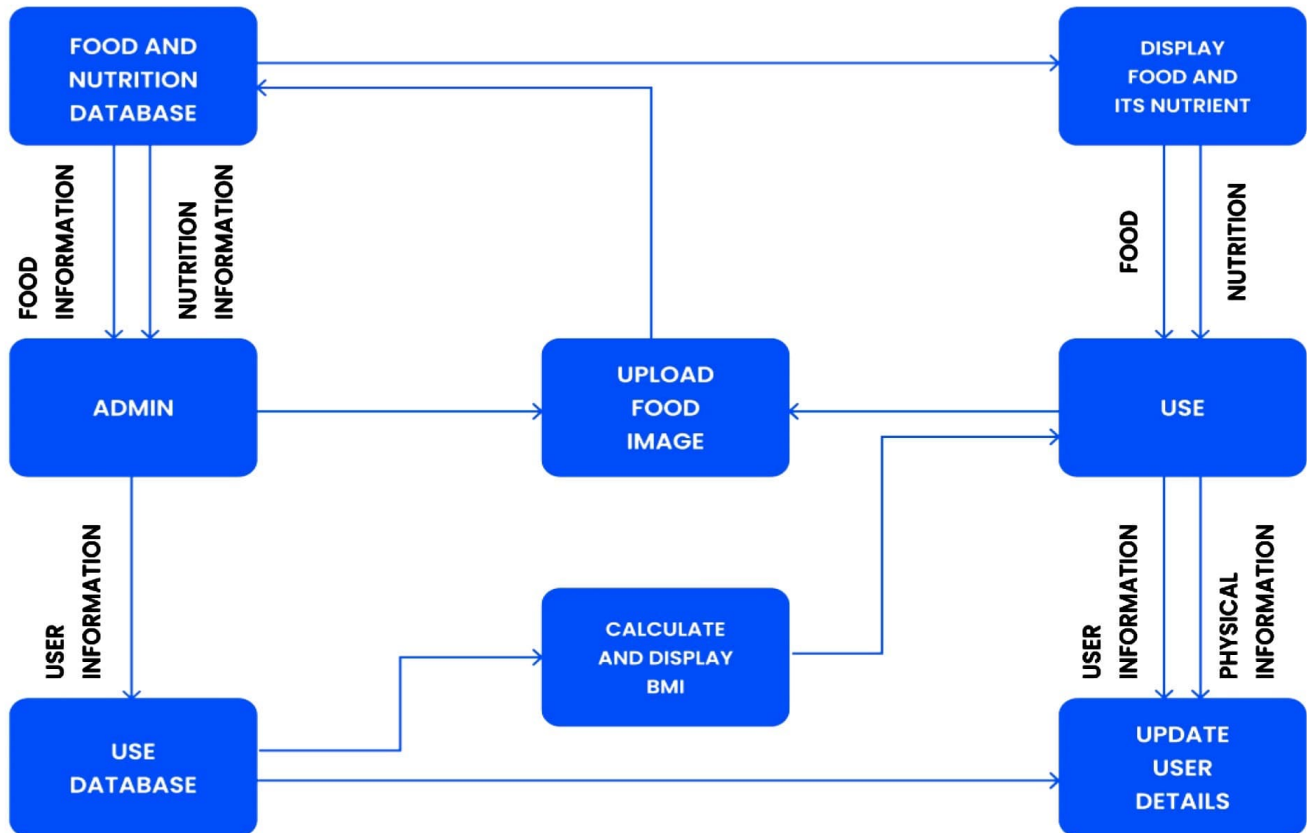 FOOD AND
NUTRITION
DATABASE
DISPLAY
FOOD AND
ITS NUTRIENT
FOOD
INFORMATION
NUTRITION
INFORMATION
FOOD
NUTRITION
ADMIN
UPLOAD
FOOD
IMAGE
USE
USER
INFORMATION
CALCULATE
AND DISPLAY
BMI
USER
INFORMATION
PHYSICAL
INFORMATION
USE
DATABASE
UPDATE
USER
DETAILS